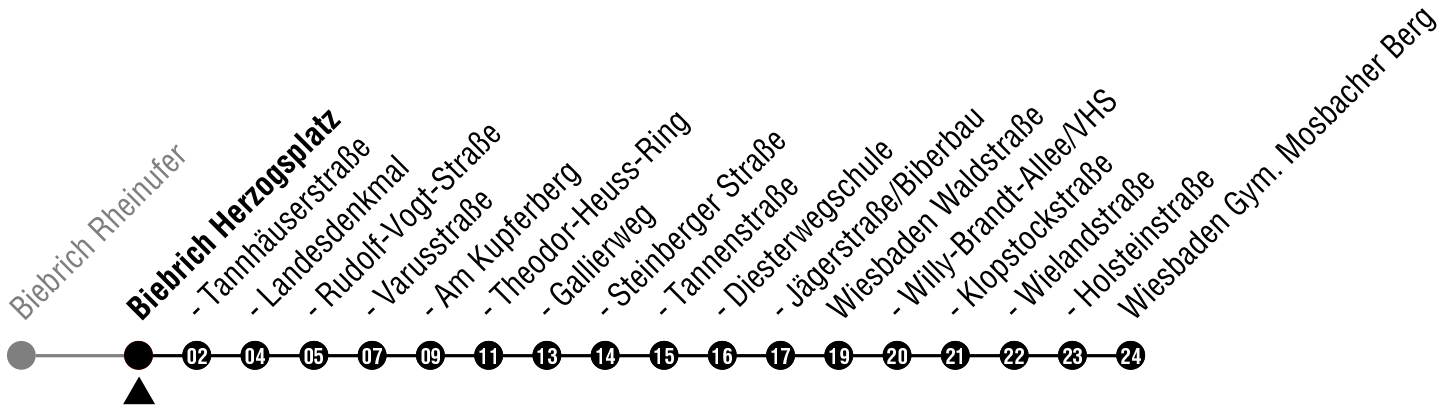 Biebrich Rheinufer
Biebrich Herzogsplatz
- Tannhäuserstraße
- Landesdenkmal
- Rudolf-Vogt-Straße
- Varusstraße
- Am Kupferberg
- Theodor-Heuss-Ring
- Gallierweg
- Steinberger Straße
- Tannenstraße
- Diesterwegschule
- Jägerstraße/Biberbau
Wiesbaden Waldstraße
- Willy-Brandt-Allee/VHS
- Klopstockstraße
- Wielandstraße
- Holsteinstraße
Wiesbaden Gym. Mosbacher Berg
02 04 05 07 09 11 13 14 15 16 17 19 20 21 22 23 24